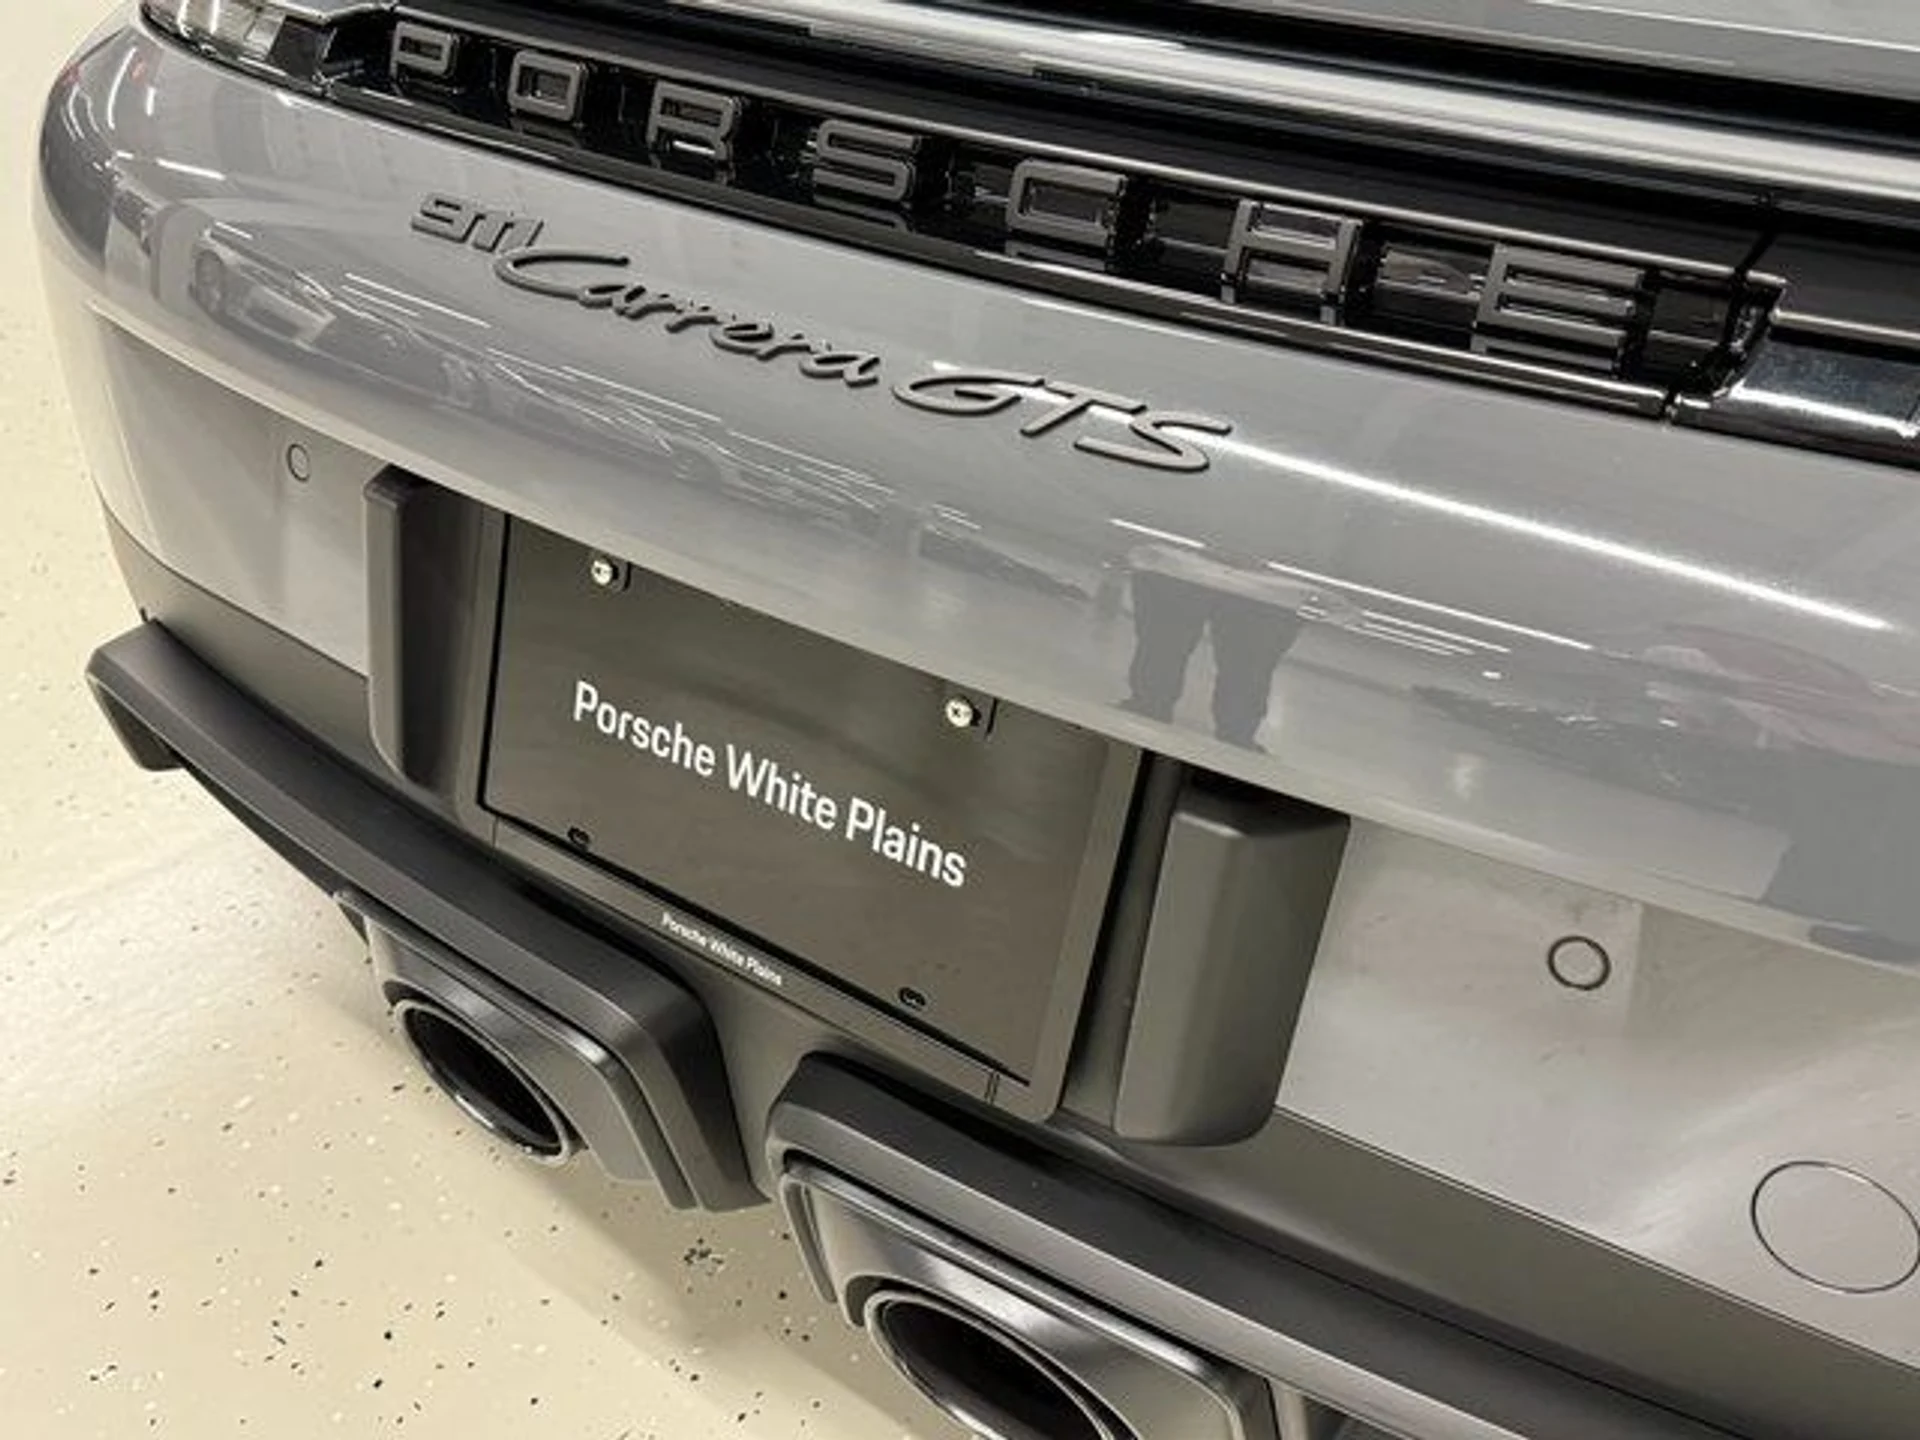 PORSCHE
911 Carrera GTS
Porsche White Plains
Porsche White Plains